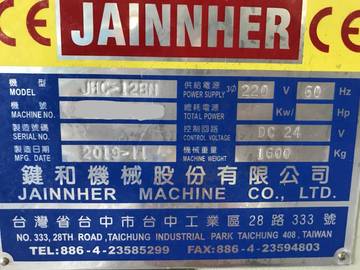 CE JAINNHER CE
機型 MODEL JHC-12BN 供給電源 POWER SUPPLY 3Ø 220 V 60 Hz
機號 MACHINE NO. 總耗電源 TOTAL POWER Kw/ Hp
製造號碼 控制回路 CONTROL VOLTAGE DC 24 V
製造日期 MFG. DATE 2019 機械重量 MACHINE WEIGHT 1600 Kg
鍵和機械股份有限公司
JAINNHER MACHINE CO., LTD.
台灣省台中市台中工業區28路333號
NO. 333, 28TH ROAD, TAICHUNG INDUSTRIAL PARK TAICHUNG 408, TAIWAN
TEL:886-4-23585299 FAX:886-4-23594803